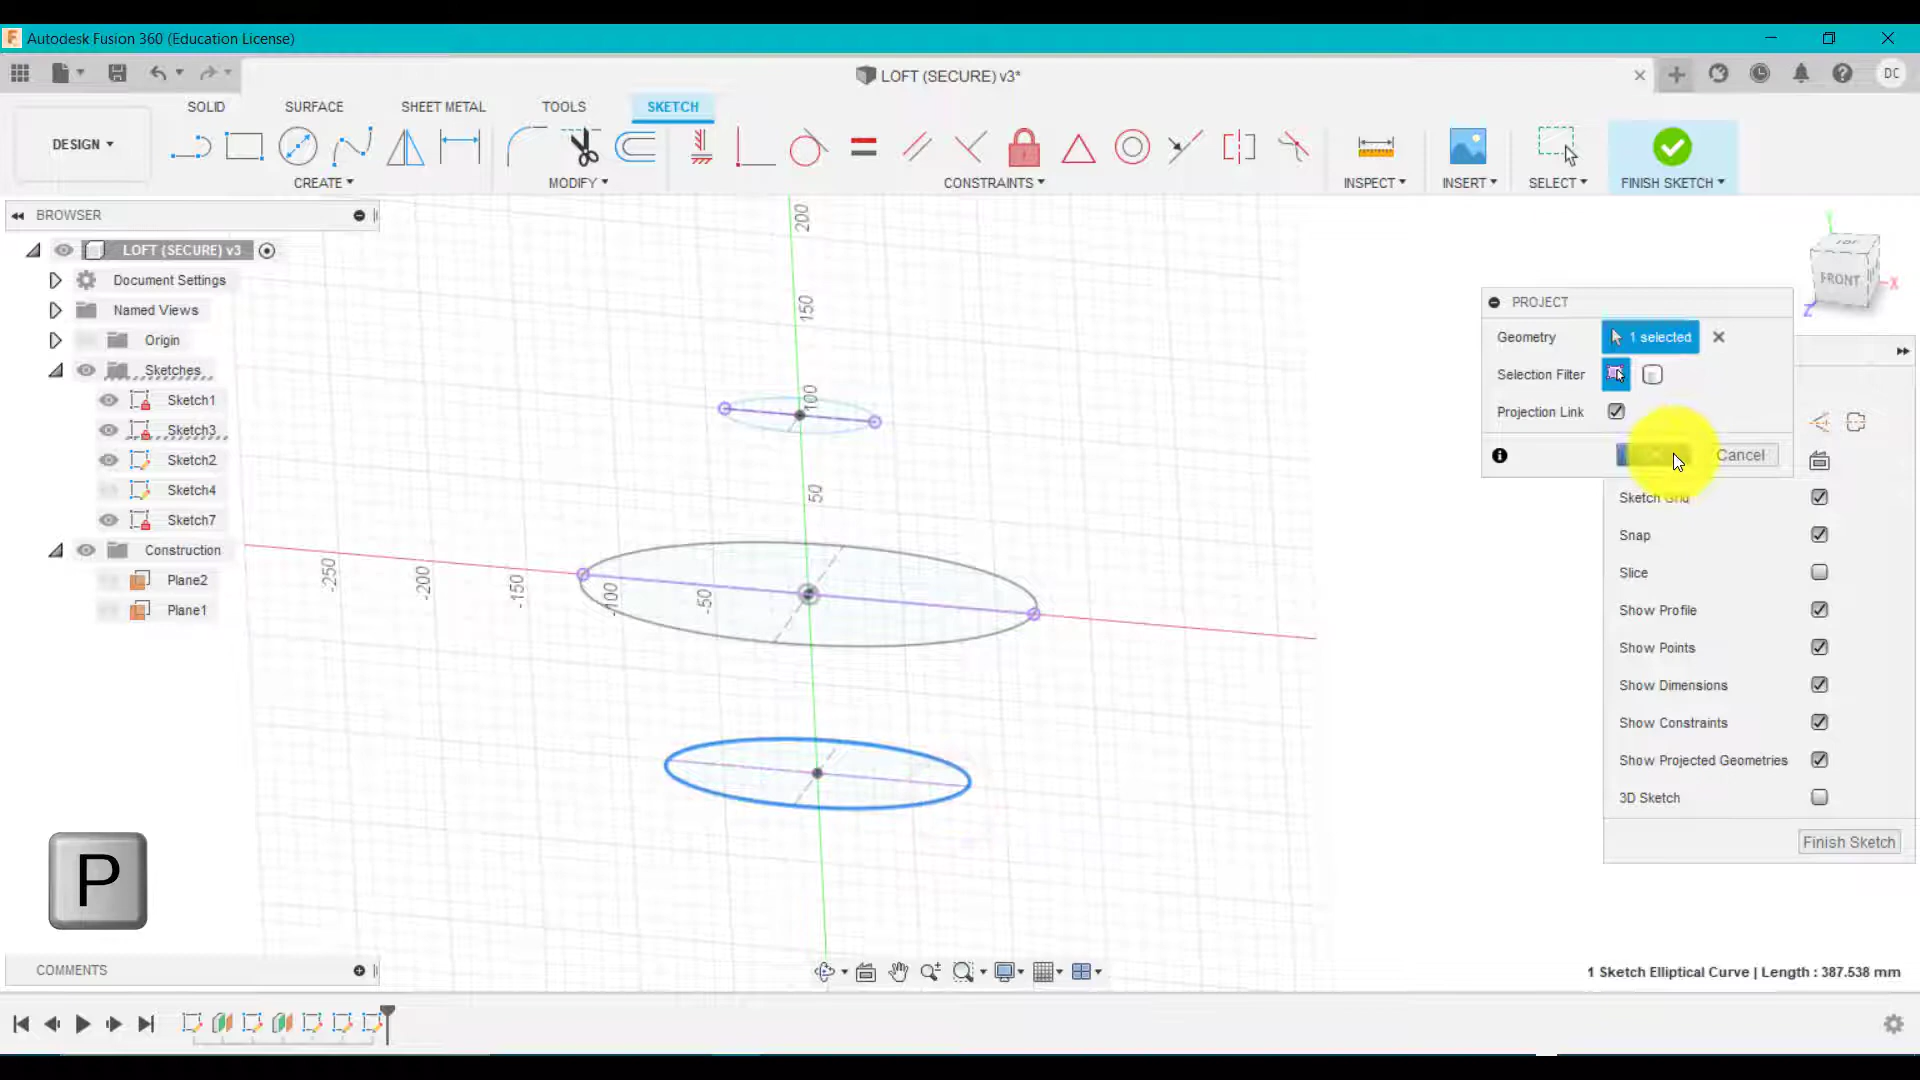 F Autodesk Fusion 360 (Education License)
LOFT (SECURE) v3*
DC
DESIGN
SOLID
SURFACE
SHEET METAL
TOOLS
SKETCH
CREATE
MODIFY
CONSTRAINTS
INSPECT
INSERT
SELECT
FINISH SKETCH
BROWSER
LOFT (SECURE) v3
Document Settings
Named Views
Origin
Sketches
Sketch1
Sketch3
Sketch2
Sketch4
Sketch7
Construction
Plane2
Plane1
200
150
100
50
-250
-200
-150
-100
-50
Y
TOP
FRONT
X
Z
PROJECT
Geometry
1 selected
Selection Filter
Projection Link
Cancel
Sketch Grid
Snap
Slice
Show Profile
Show Points
Show Dimensions
Show Constraints
Show Projected Geometries
3D Sketch
Finish Sketch
P
COMMENTS
1 Sketch Elliptical Curve | Length : 387.538 mm